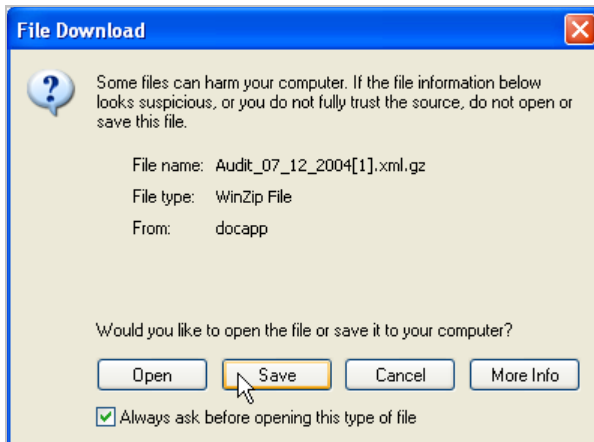 File Download
Some files can harm your computer. If the file information below
looks suspicious, or you do not fully trust the source, do not open or
save this file.
File name: Audit_07_12_2004[1].xml.gz
File type: WinZip File
From: docapp
Would you like to open the file or save it to your computer?
Open Save Cancel More Info
Always ask before opening this type of file